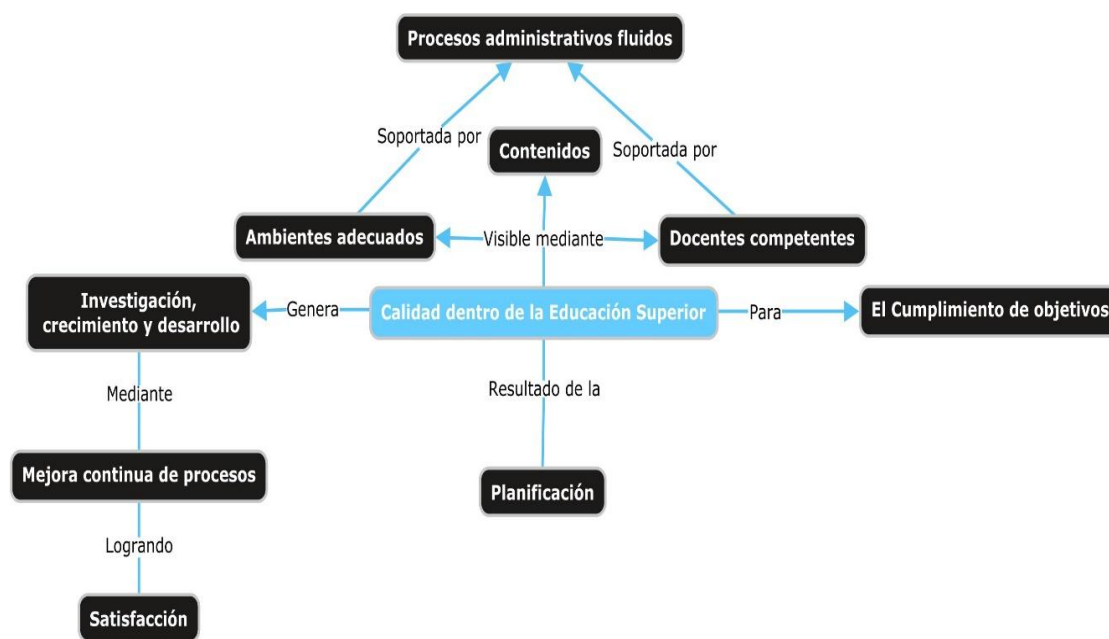 Procesos administrativos fluidos
Soportada por
Contenidos
Soportada por
Ambientes adecuados
Visible mediante
Docentes competentes
Investigación,
crecimiento y desarrollo
Genera
Calidad dentro de la Educación Superior
Para
El Cumplimiento de objetivos
Mediante
Resultado de la
Mejora continua de procesos
Planificación
Logrando
Satisfacción